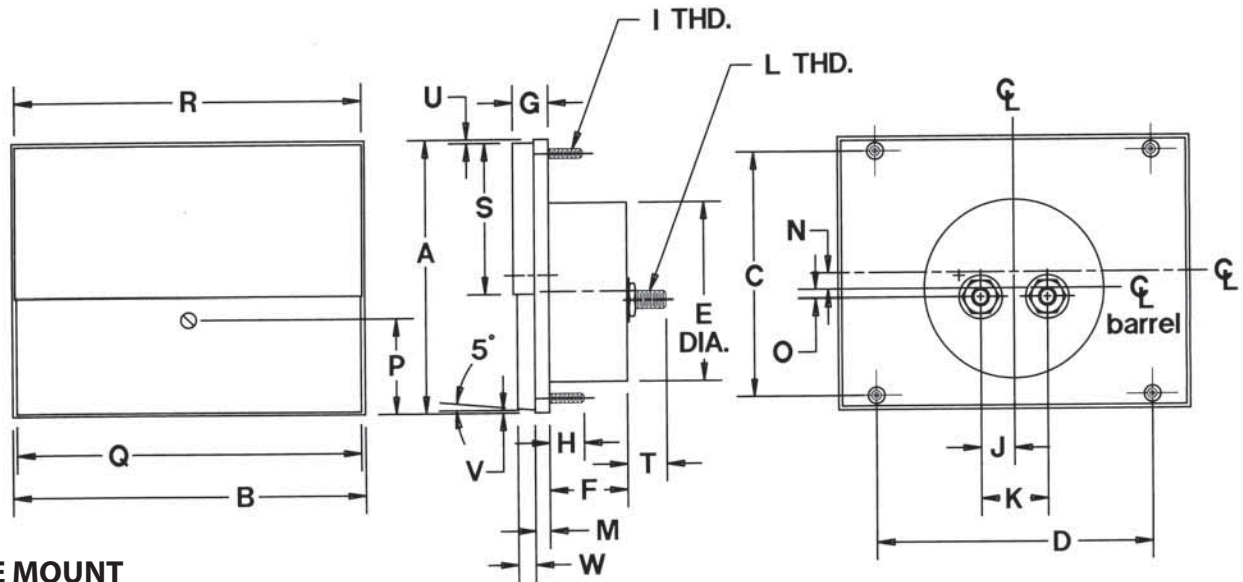 I THD.
L THD.
R
U
G
℄
S
A
N
C
℄
E
DIA.
℄
barrel
O
P
5°
H
T
J
V
F
K
Q
B
M
D
W
+
E MOUNT